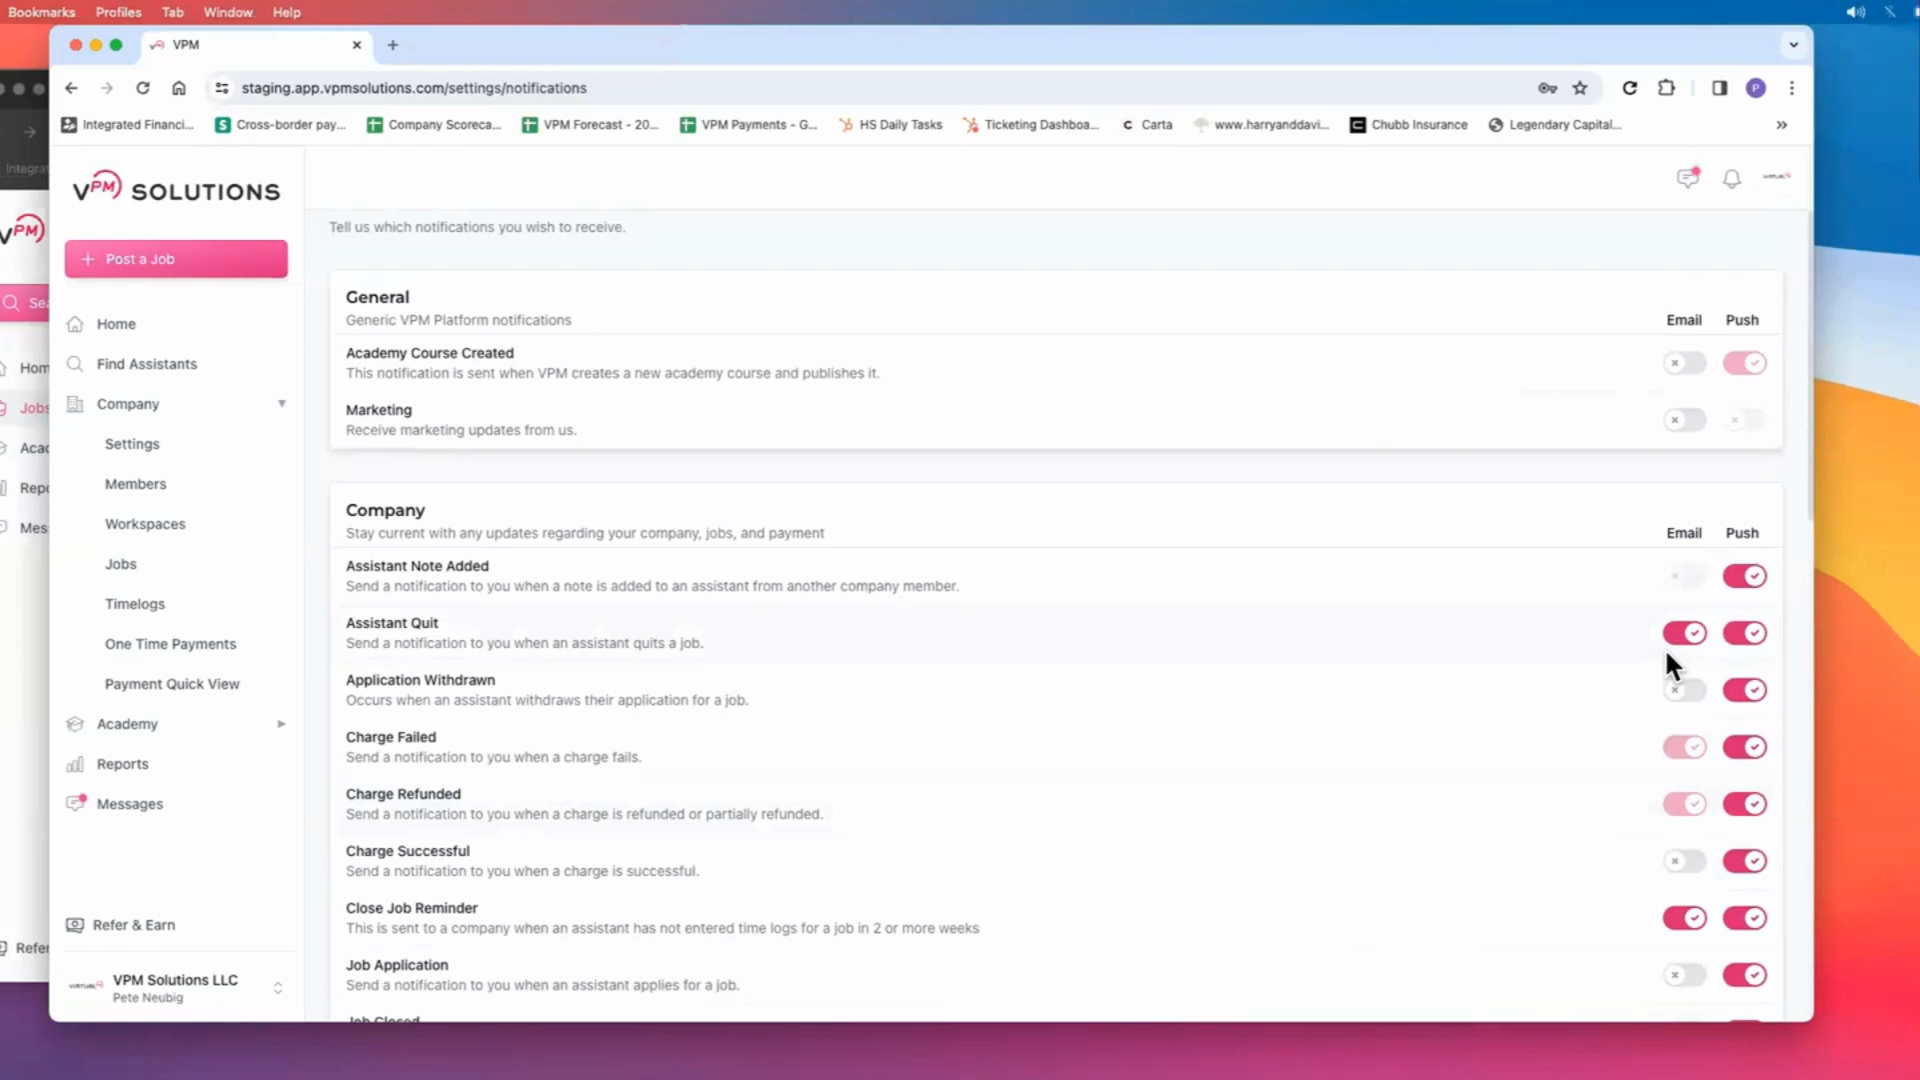 Bookmarks Profiles Tab Window Help
VPM
staging.app.vpmsolutions.com/settings/notifications
Integrated Financi... Cross-border pay... Company Scoreca... VPM Forecast - 20... VPM Payments - G... HS Daily Tasks Ticketing Dashboa... Carta www.harryanddavi... Chubb Insurance Legendary Capital...
Integrat
VPM SOLUTIONS
VPM
Post a Job
Sea
Home
Find Assistants
Company
Settings
Members
Workspaces
Jobs
Timelogs
One Time Payments
Payment Quick View
Academy
Reports
Messages
Refer & Earn
VPM Solutions LLC
Pete Neubig
Hom
Jobs
Acad
Repo
Mes
Refer
Tell us which notifications you wish to receive.
General
Generic VPM Platform notifications
Email Push
Academy Course Created
This notification is sent when VPM creates a new academy course and publishes it.
Marketing
Receive marketing updates from us.
Company
Stay current with any updates regarding your company, jobs, and payment
Email Push
Assistant Note Added
Send a notification to you when a note is added to an assistant from another company member.
Assistant Quit
Send a notification to you when an assistant quits a job.
Application Withdrawn
Occurs when an assistant withdraws their application for a job.
Charge Failed
Send a notification to you when a charge fails.
Charge Refunded
Send a notification to you when a charge is refunded or partially refunded.
Charge Successful
Send a notification to you when a charge is successful.
Close Job Reminder
This is sent to a company when an assistant has not entered time logs for a job in 2 or more weeks
Job Application
Send a notification to you when an assistant applies for a job.
Job Closed